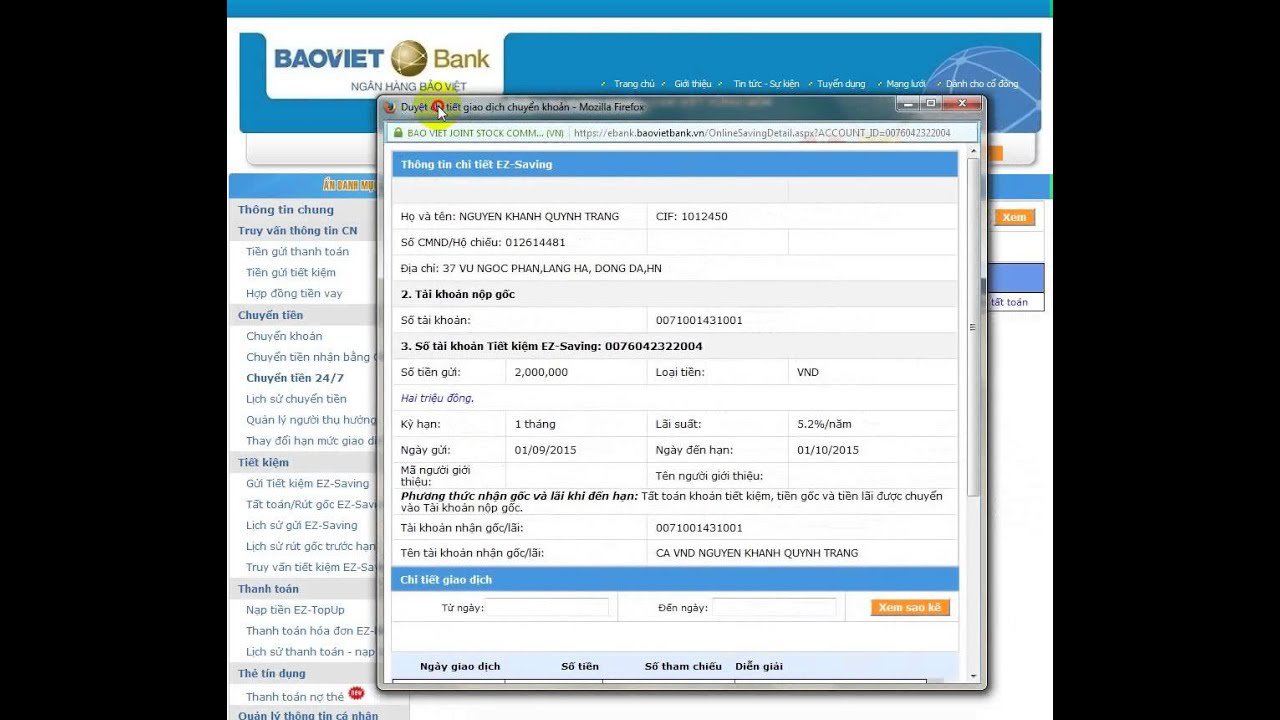 BAOVIET Bank
NGÂN HÀNG BẢO VIỆT
Trang chủ Giới thiệu Tin tức - Sự kiện Tuyển dụng Mạng lưới Dành cho cổ đông
Duyệt tiết giao dịch chuyển khoản - Mozilla Firefox
BAO VIET JOINT STOCK COMM... (VN) https://ebank.baovietbank.vn/OnlineSavingDetail.aspx?ACCOUNT_ID=0076042322004
Thông tin chi tiết EZ-Saving
Họ và tên: NGUYEN KHANH QUYNH TRANG CIF: 1012450
Số CMND/Hộ chiếu: 012614481
Địa chỉ: 37 VU NGOC PHAN,LANG HA, DONG DA,HN
2. Tài khoản nộp gốc
Số tài khoản: 0071001431001
3. Số tài khoản Tiết kiệm EZ-Saving: 0076042322004
Số tiền gửi: 2,000,000 Loại tiền: VND
Hai triệu đồng.
Kỳ hạn: 1 tháng Lãi suất: 5.2%/năm
Ngày gửi: 01/09/2015 Ngày đến hạn: 01/10/2015
Mã người giới thiệu: Tên người giới thiệu:
Phương thức nhận gốc và lãi khi đến hạn: Tất toán khoản tiết kiệm, tiền gốc và tiền lãi được chuyển
vào Tài khoản nộp gốc.
Tài khoản nhận gốc/lãi: 0071001431001
Tên tài khoản nhận gốc/lãi: CA VND NGUYEN KHANH QUYNH TRANG
Chi tiết giao dịch
Từ ngày: Đến ngày: Xem sao kê
Ngày giao dịch Số tiền Số tham chiếu Diễn giải
ẨN DANH MỤ
Thông tin chung
Truy vấn thông tin CN
Tiền gửi thanh toán
Tiền gửi tiết kiệm
Hợp đồng tiền vay
Chuyển tiền
Chuyển khoản
Chuyển tiền nhận bằng
Chuyển tiền 24/7
Lịch sử chuyển tiền
Quản lý người thụ hưởng
Thay đổi hạn mức giao
Tiết kiệm
Gửi Tiết kiệm EZ-Saving
Tất toán/Rút gốc EZ-Savi
Lịch sử gửi EZ-Saving
Lịch sử rút gốc trước hạn
Truy vấn tiết kiệm EZ-Sa
Thanh toán
Nạp tiền EZ-TopUp
Thanh toán hóa đơn EZ-
Lịch sử thanh toán - nạp
Thẻ tín dụng
Thanh toán nợ thẻ new
Quản lý thông tin cá nhân
Xem
tất toán